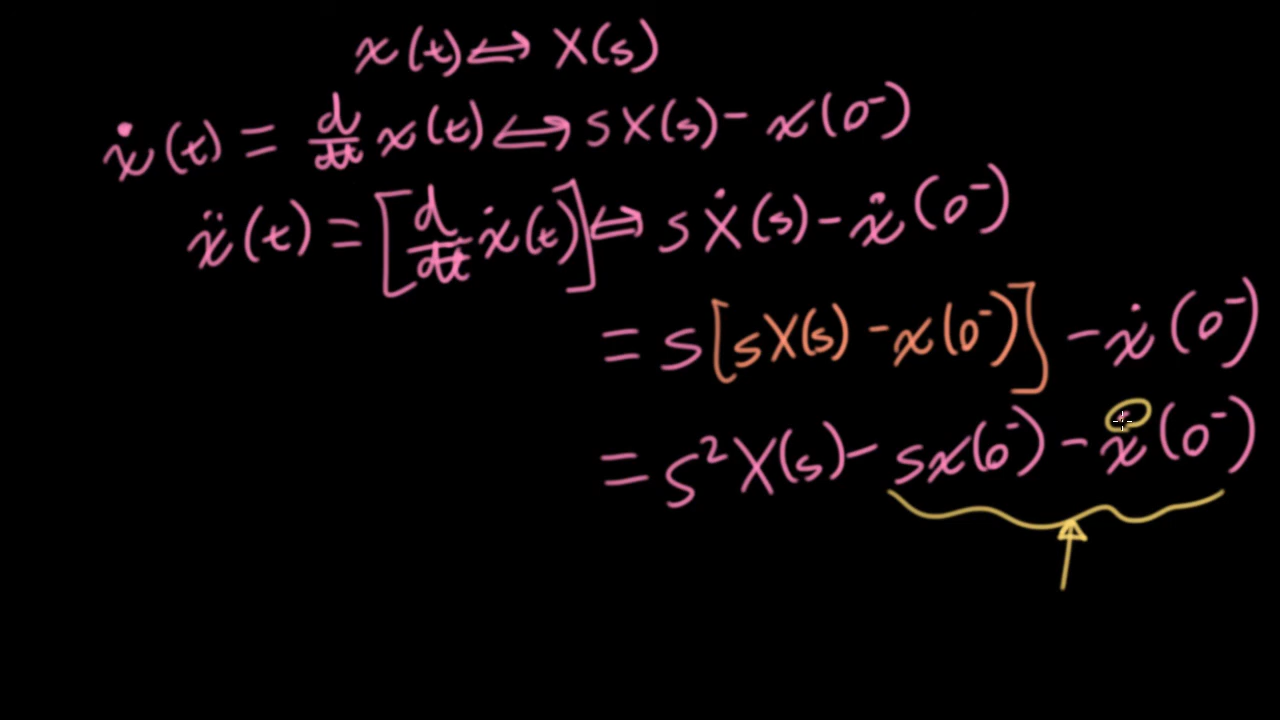 x(t) ⟺ X(s)
ẋ(t) = d/dt x(t) ⟺ sX(s) - x(0⁻)
ẍ(t) = [d/dt ẋ(t)] ⟺ sẊ(s) - ẋ(0⁻)
= s[sX(s) - x(0⁻)] - ẋ(0⁻)
= s²X(s) - sx(0⁻) - ẋ(0⁻)